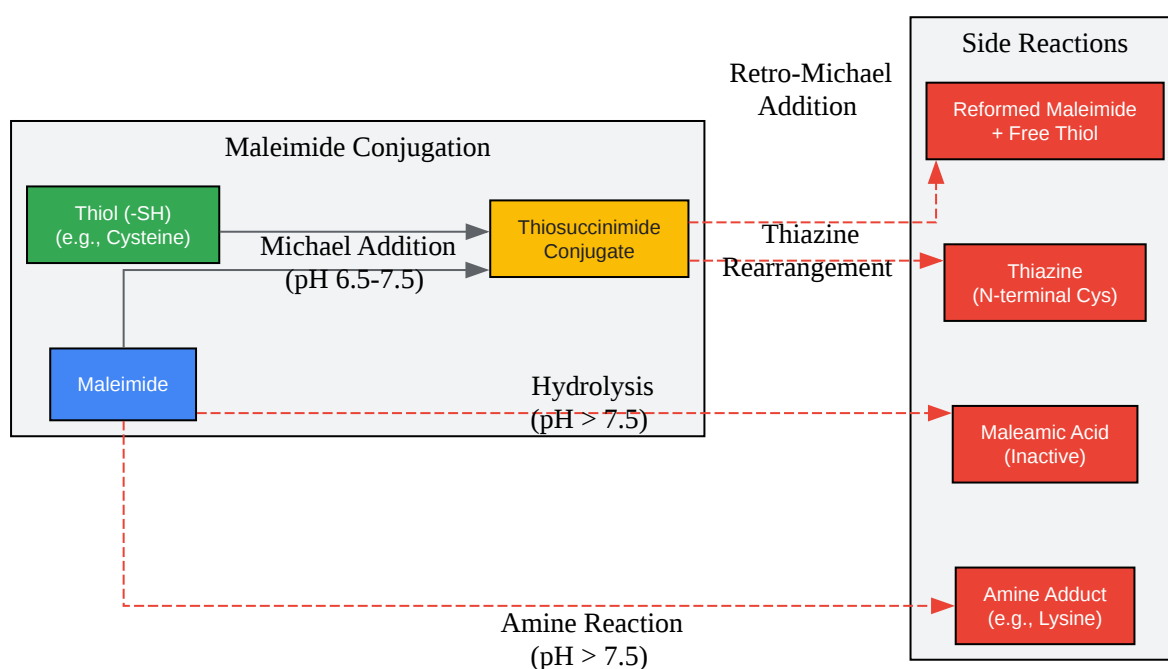 Side Reactions
Retro-Michael
Addition
Reformed Maleimide
+ Free Thiol
Maleimide Conjugation
Thiol (-SH)
(e.g., Cysteine)
Michael Addition
(pH 6.5-7.5)
Thiosuccinimide
Conjugate
Thiazine
Rearrangement
Thiazine
(N-terminal Cys)
Maleimide
Hydrolysis
(pH > 7.5)
Maleamic Acid
(Inactive)
Amine Reaction
(pH > 7.5)
Amine Adduct
(e.g., Lysine)